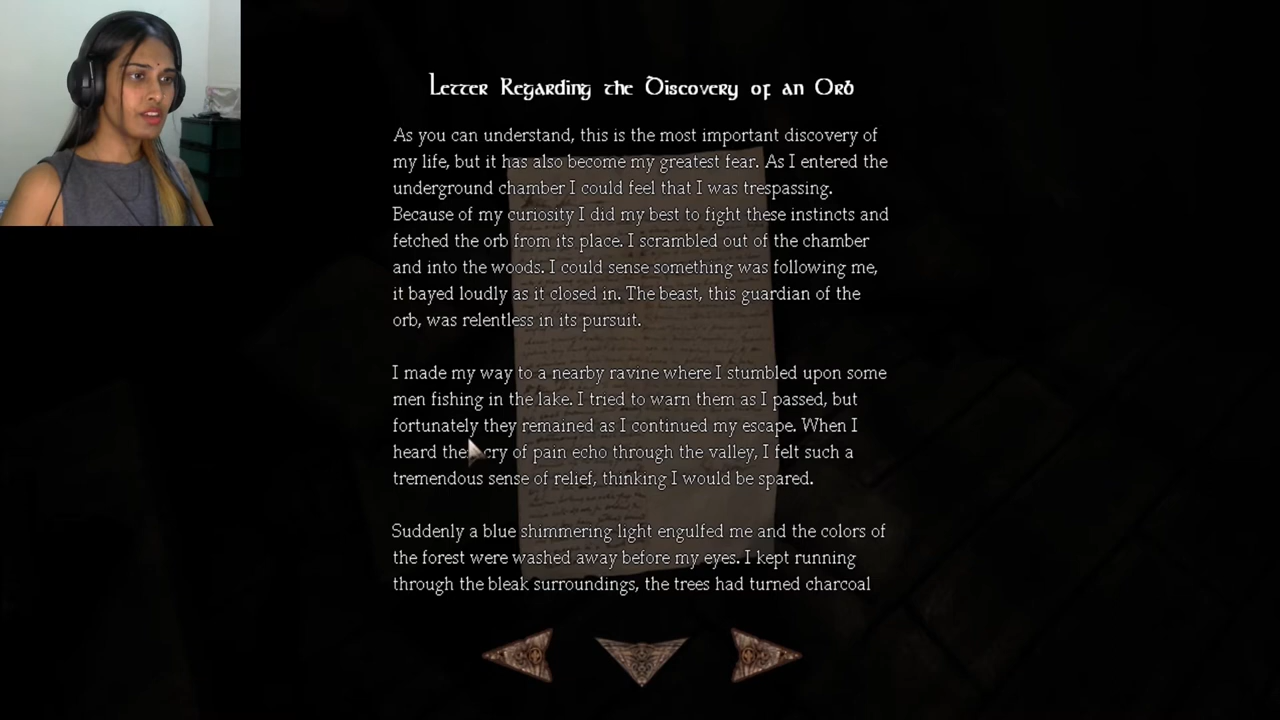 Letter Regarding the Discovery of an Orb
As you can understand, this is the most important discovery of
my life, but it has also become my greatest fear. As I entered the
underground chamber I could feel that I was trespassing.
Because of my curiosity I did my best to fight these instincts and
fetched the orb from its place. I scrambled out of the chamber
and into the woods. I could sense something was following me,
it bayed loudly as it closed in. The beast, this guardian of the
orb, was relentless in its pursuit.
I made my way to a nearby ravine where I stumbled upon some
men fishing in the lake. I tried to warn them as I passed, but
fortunately they remained as I continued my escape. When I
heard cry of pain echo through the valley, I felt such a
tremendous sense of relief, thinking I would be spared.
Suddenly a blue shimmering light engulfed me and the colors of
the forest were washed away before my eyes. I kept running
through the bleak surroundings, the trees had turned charcoal